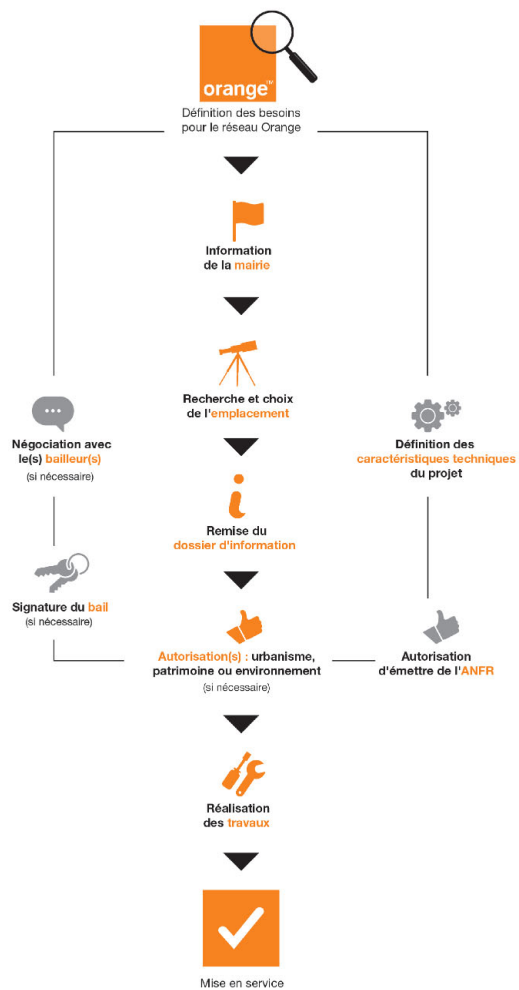 orange™
Définition des besoins
pour le réseau Orange
Information
de la mairie
Recherche et choix
de l'emplacement
Négociation avec
le(s) bailleur(s)
(si nécessaire)
Définition des
caractéristiques techniques
du projet
Remise du
dossier d'information
Signature du bail
(si nécessaire)
Autorisation(s) : urbanisme,
patrimoine ou environnement
(si nécessaire)
Autorisation
d'émettre de l'ANFR
Réalisation
des travaux
Mise en service